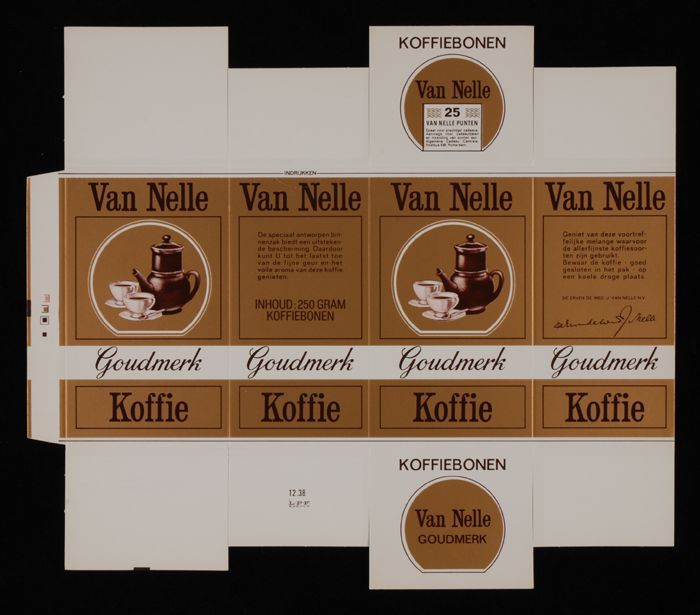 KOFFIEBONEN
Van Nelle
25
VAN NELLE PUNTEN
INDRUKKEN
Van Nelle
Goudmerk
Koffie
Van Nelle
De speciaal ontworpen bin-
nenzak biedt een uitsteken-
de bescherming. Daardoor
kunt U tot het laatst toe
van de fijne geur en het
volle aroma van deze koffie
genieten.
INHOUD: 250 GRAM
KOFFIEBONEN
Goudmerk
Koffie
Van Nelle
Goudmerk
Koffie
Van Nelle
Geniet van deze voortref-
felijke melange waarvoor
de allerfijnste koffiesoor-
ten zijn gebruikt.
Bewaar de koffie - goed
gesloten in het pak - op
een koele droge plaats.
DE ERVEN DE WED. J. VAN NELLE N.V.
Goudmerk
Koffie
12.38
KOFFIEBONEN
Van Nelle
GOUDMERK